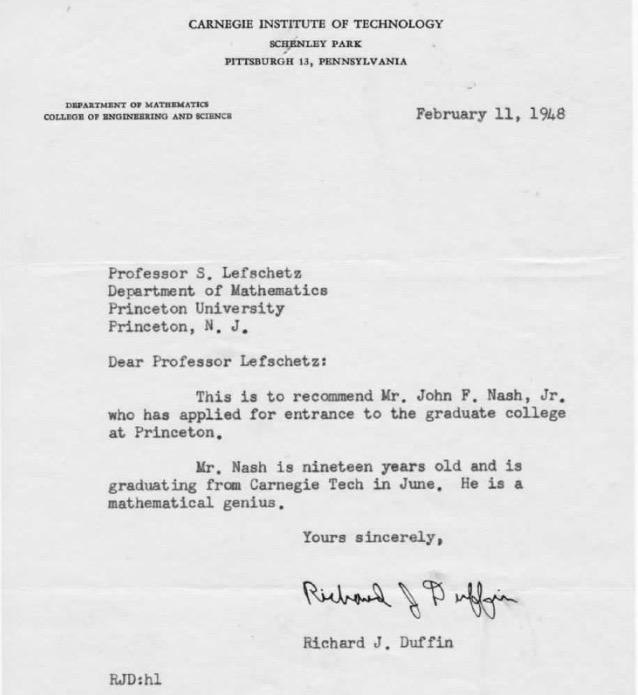 CARNEGIE INSTITUTE OF TECHNOLOGY
SCHENLEY PARK
PITTSBURGH 13, PENNSYLVANIA
DEPARTMENT OF MATHEMATICS
COLLEGE OF ENGINEERING AND SCIENCE
February 11, 1948
Professor S. Lefschetz
Department of Mathematics
Princeton University
Princeton, N. J.
Dear Professor Lefschetz:
This is to recommend Mr. John F. Nash, Jr.
who has applied for entrance to the graduate college
at Princeton.
Mr. Nash is nineteen years old and is
graduating from Carnegie Tech in June. He is a
mathematical genius.
Yours sincerely,
Richard J Duffin
Richard J. Duffin
RJD:hl